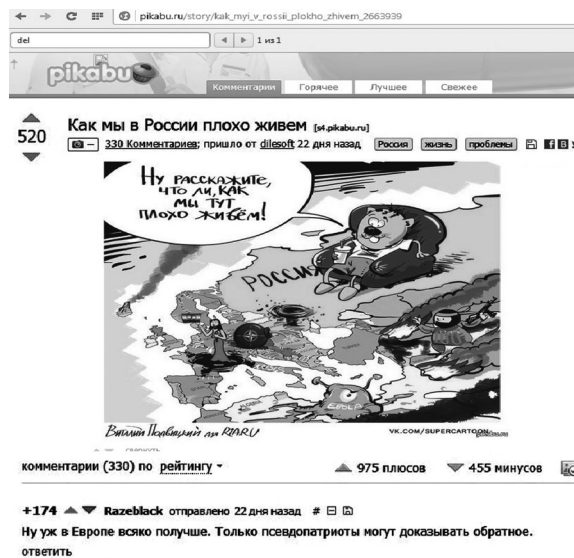 pikabu.ru/story/kak_myi_v_rossii_plokho_zhivem_2663939
del
1 из 1
pikabu
Комментарии Горячее Лучшее Свежее
520
Как мы в России плохо живем [s4.pikabu.ru]
330 Комментариев; пришло от dilesoft 22 дня назад Россия жизнь проблемы
Ну расскажите,
что ли, как
мы тут
плохо живём!
РОССИЯ
Виталий Подвицкий для RIA.RU
VK.COM/SUPERCARTOON
комментарии (330) по рейтингу
975 плюсов 455 минусов
+174 Razeblack отправлено 22 дня назад #
Ну уж в Европе всяко получше. Только псевдопатриоты могут доказывать обратное.
ответить